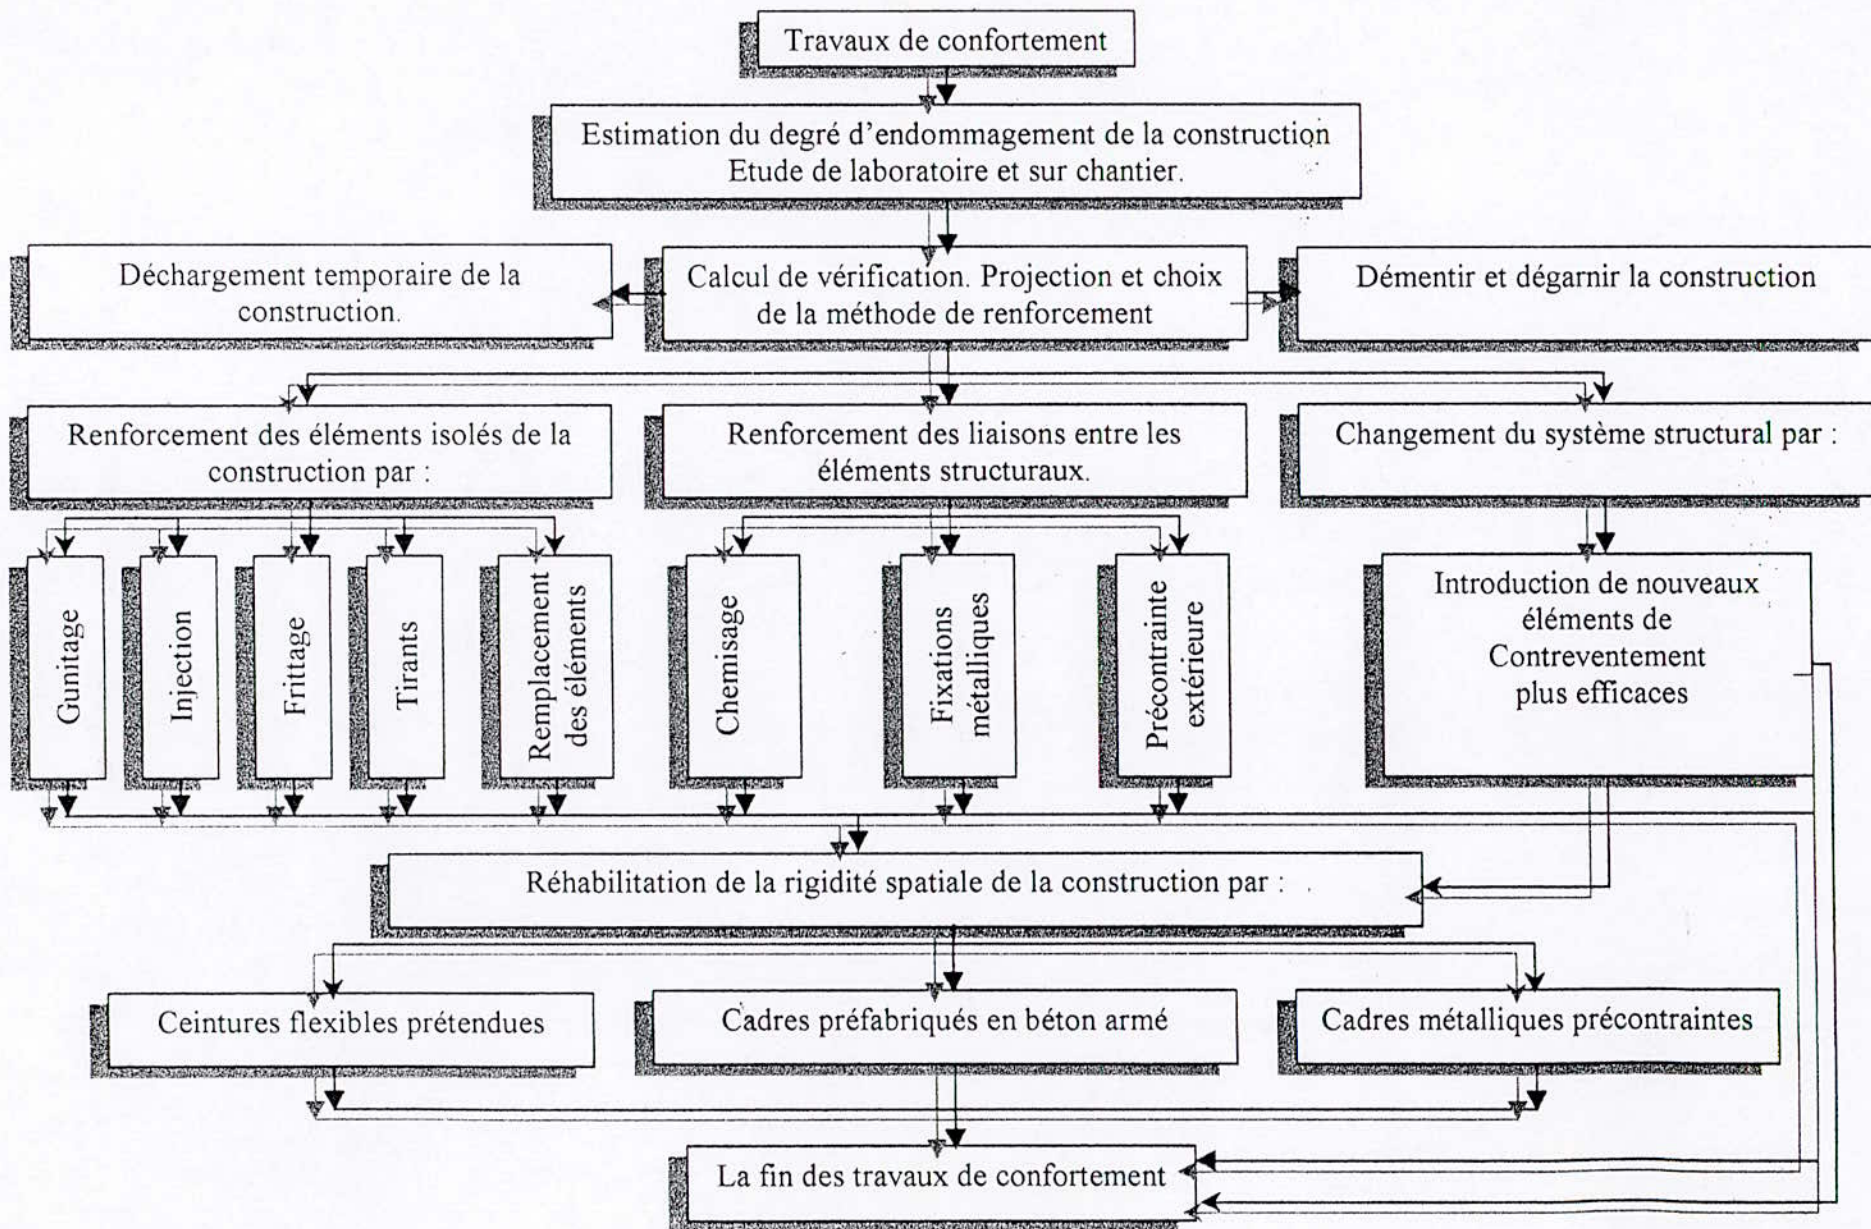 Travaux de confortement
Estimation du degré d'endommagement de la construction
Etude de laboratoire et sur chantier.
Déchargement temporaire de la
construction.
Calcul de vérification. Projection et choix
de la méthode de renforcement
Démentir et dégarnir la construction
Renforcement des éléments isolés de la
construction par :
Renforcement des liaisons entre les
éléments structuraux.
Changement du système structural par :
Gunitage
Injection
Frittage
Tirants
Remplacement
des éléments
Chemisage
Fixations
métalliques
Précontrainte
extérieure
Introduction de nouveaux
éléments de
Contreventement
plus efficaces
Réhabilitation de la rigidité spatiale de la construction par :
Ceintures flexibles prétendues
Cadres préfabriqués en béton armé
Cadres métalliques précontraintes
La fin des travaux de confortement